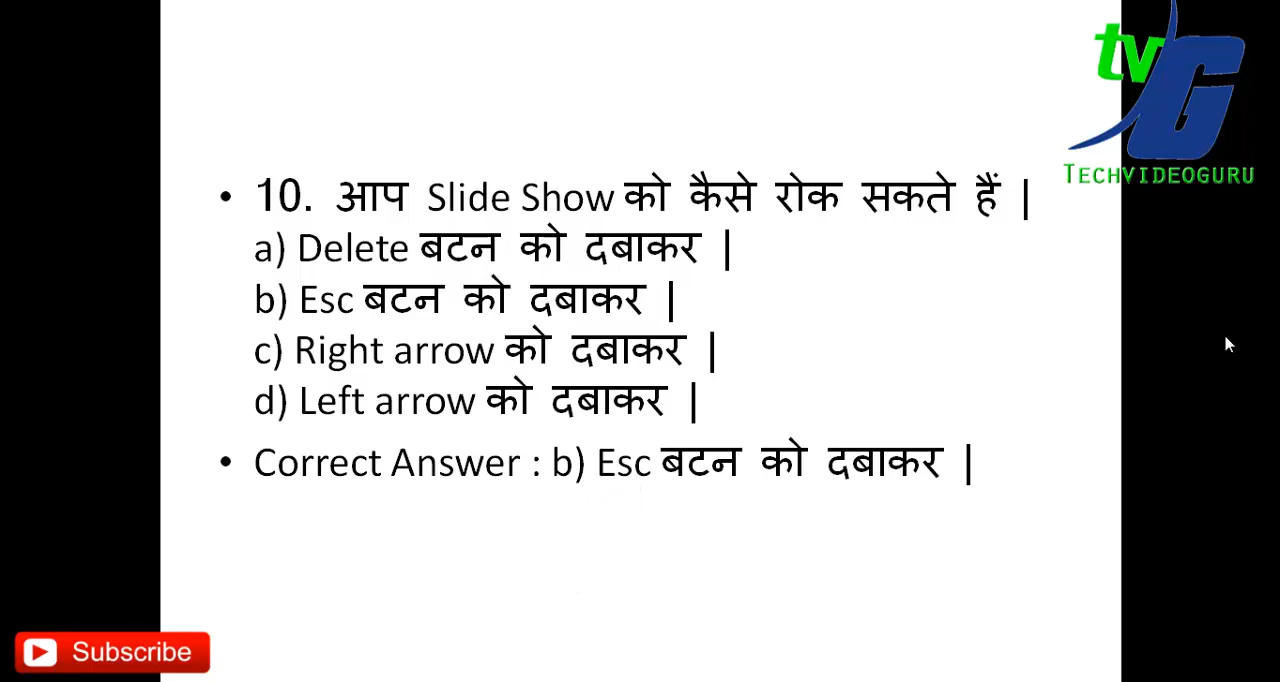 tvG
TECHVIDEOGURU
• 10. आप Slide Show को कैसे रोक सकते हैं |
a) Delete बटन को दबाकर |
b) Esc बटन को दबाकर |
c) Right arrow को दबाकर |
d) Left arrow को दबाकर |
• Correct Answer : b) Esc बटन को दबाकर |
Subscribe